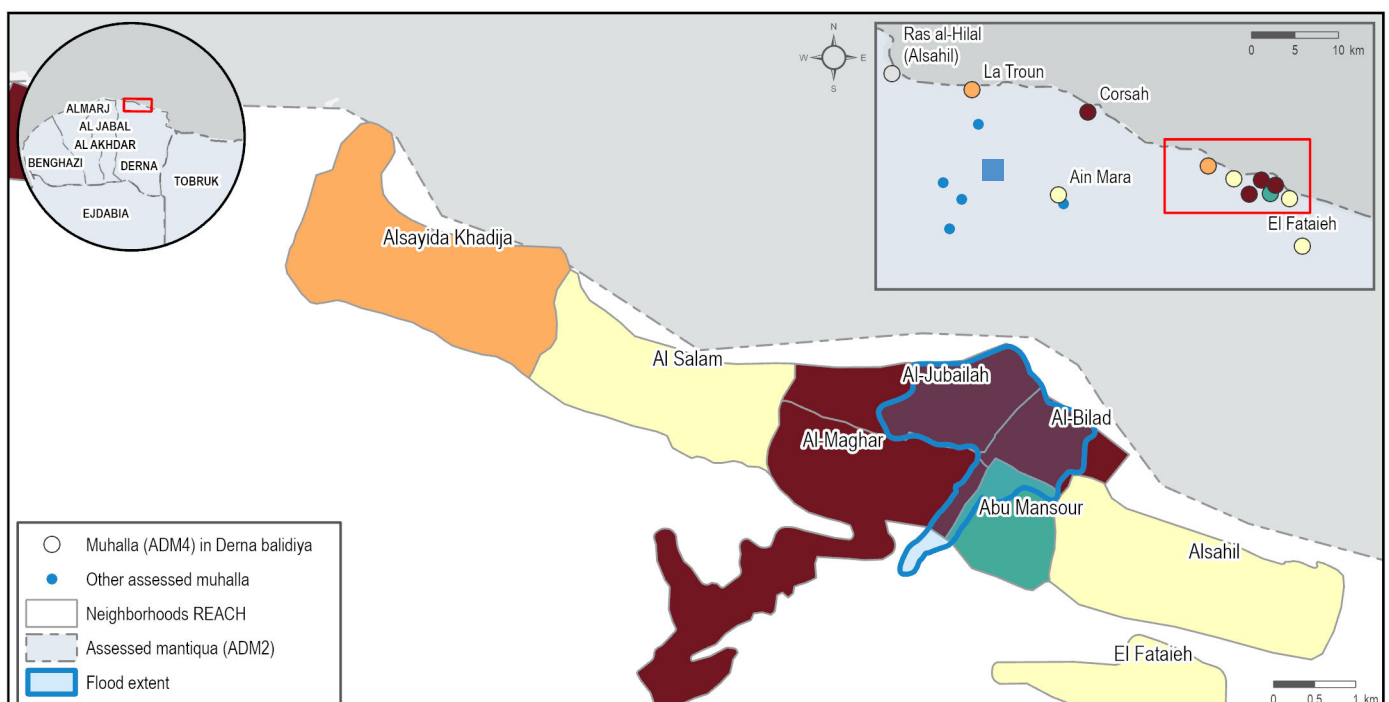 N
W E
S
ALMARJ
AL JABAL
AL AKHDAR
BENGHAZI
DERNA
TOBRUK
EJDABIA
Ras al-Hilal
(Alsahil)
La Troun
Corsah
Ain Mara
El Fataieh
0 5 10 km
Alsayida Khadija
Al Salam
Al-Jubailah
Al-Bilad
Al-Maghar
Abu Mansour
Alsahil
El Fataieh
Muhalla (ADM4) in Derna balidiya
Other assessed muhalla
Neighborhoods REACH
Assessed mantiqua (ADM2)
Flood extent
0 0.5 1 km